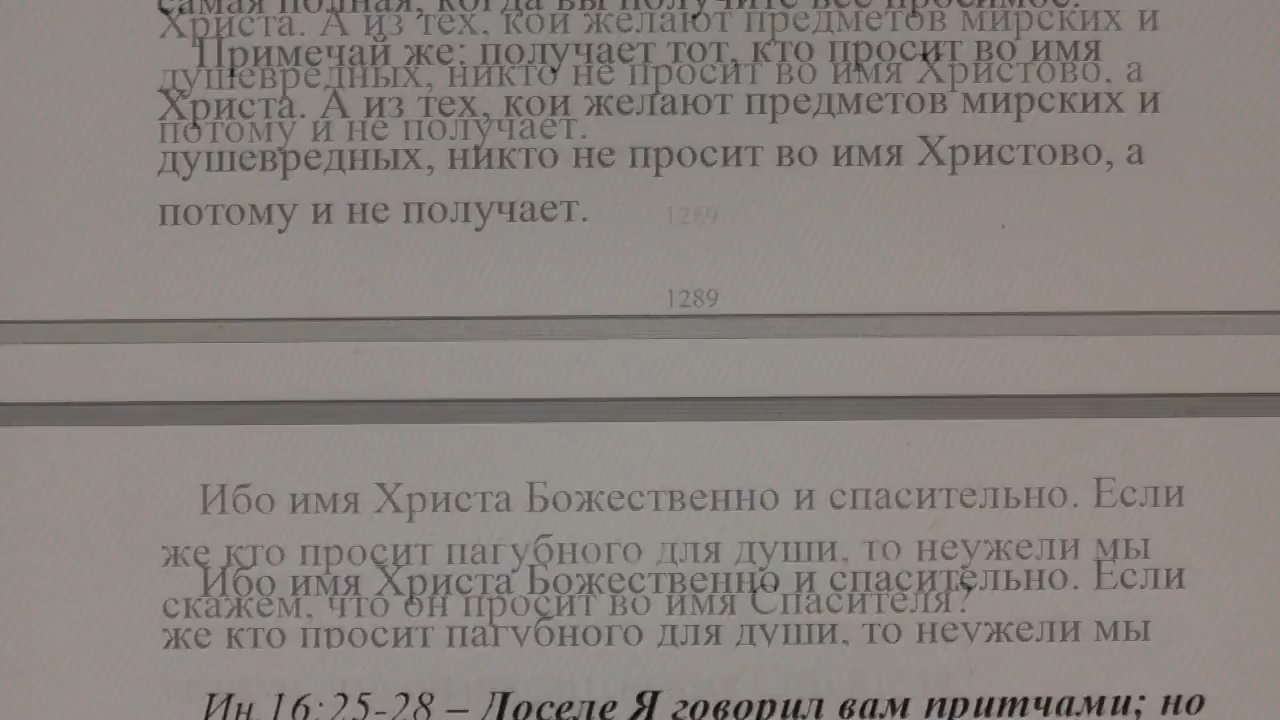 самая полная, когда вы получите все просимое.
Христа. А из тех, кои желают предметов мирских и
Примечай же: получает тот, кто просит во имя
душевредных, никто не просит во имя Христово, а
Христа. А из тех, кои желают предметов мирских и
потому и не получает.
душевредных, никто не просит во имя Христово, а
потому и не получает.
1289
1289
Ибо имя Христа Божественно и спасительно. Если
же кто просит пагубного для души, то неужели мы
Ибо имя Христа Божественно и спасительно. Если
скажем, что он просит во имя Спасителя?
же кто просит пагубного для души, то неужели мы
Ин.16:25-28 – Доселе Я говорил вам притчами; но